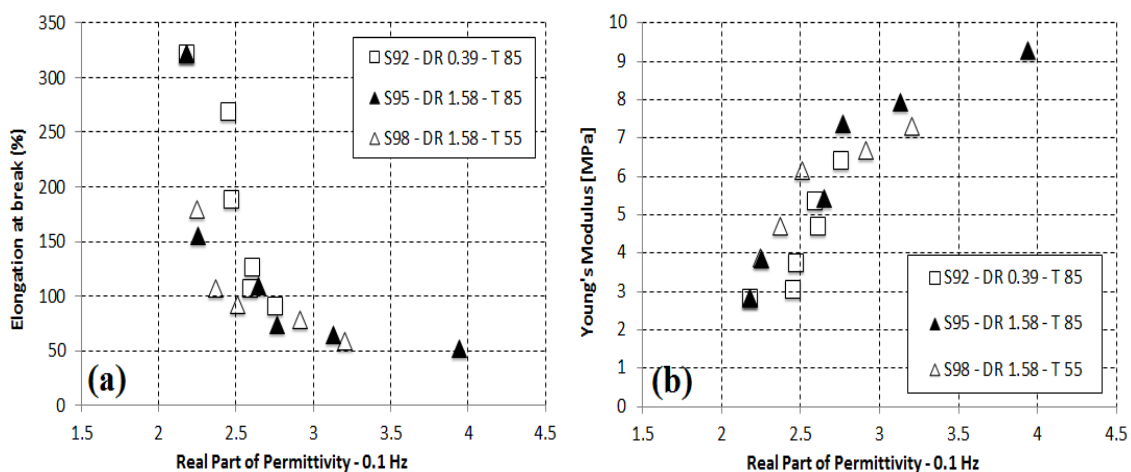 350
300
250
200
150
100
50
0
Elongation at break (%)
S92 - DR 0.39 - T 85
S95 - DR 1.58 - T 85
S98 - DR 1.58 - T 55
(a)
1.5 2 2.5 3 3.5 4 4.5
Real Part of Permittivity - 0.1 Hz
10
9
8
7
6
5
4
3
2
1
0
Young's Modulus [MPa]
S92 - DR 0.39 - T 85
S95 - DR 1.58 - T 85
S98 - DR 1.58 - T 55
(b)
1.5 2 2.5 3 3.5 4 4.5
Real Part of Permittivity - 0.1 Hz